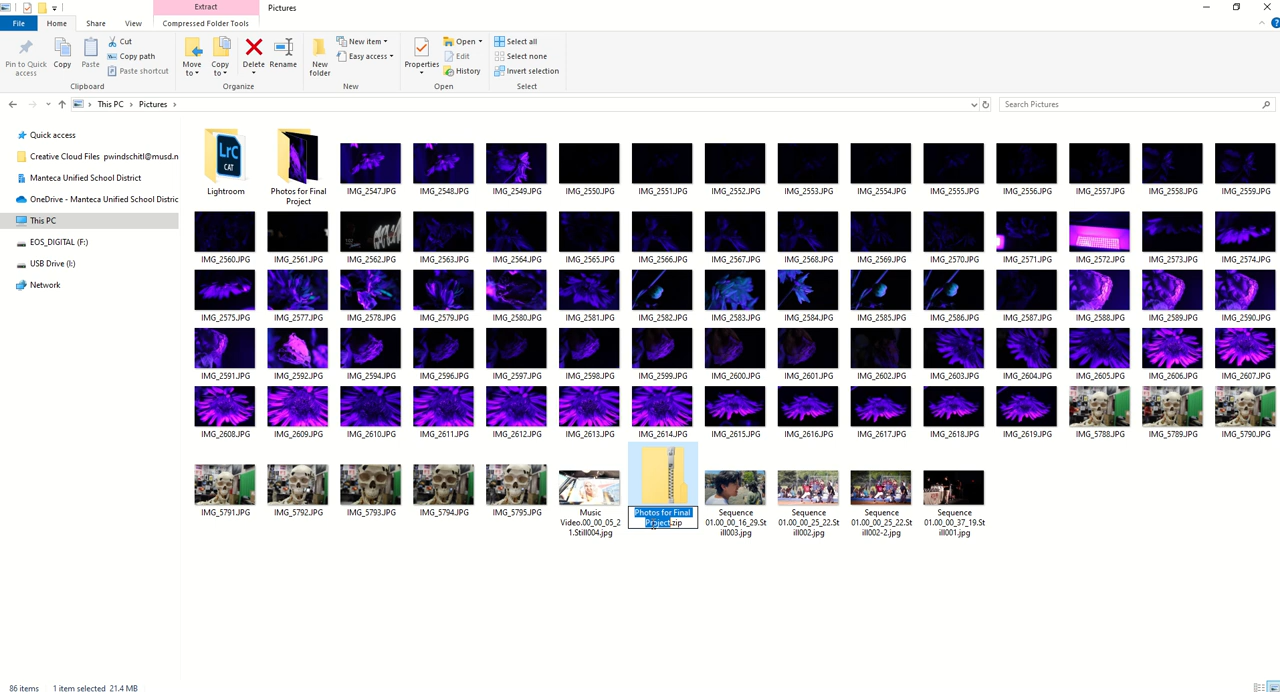 Extract
Pictures
File
Home
Share
View
Compressed Folder Tools
Pin to Quick access
Copy
Paste
Cut
Copy path
Paste shortcut
Clipboard
Move to
Copy to
Delete
Rename
Organize
New folder
New item
Easy access
New
Properties
Open
Edit
History
Open
Select all
Select none
Invert selection
Select
This PC
Pictures
Search Pictures
Quick access
Creative Cloud Files pwindschitl@musd.n
Manteca Unified School District
OneDrive - Manteca Unified School Distric
This PC
EOS_DIGITAL (F:)
USB Drive (I:)
Network
LrC
CAT
Lightroom
Photos for Final
Project
IMG_2547.JPG
IMG_2548.JPG
IMG_2549.JPG
IMG_2550.JPG
IMG_2551.JPG
IMG_2552.JPG
IMG_2553.JPG
IMG_2554.JPG
IMG_2555.JPG
IMG_2556.JPG
IMG_2557.JPG
IMG_2558.JPG
IMG_2559.JPG
IMG_2560.JPG
IMG_2561.JPG
IMG_2562.JPG
IMG_2563.JPG
IMG_2564.JPG
IMG_2565.JPG
IMG_2566.JPG
IMG_2567.JPG
IMG_2568.JPG
IMG_2569.JPG
IMG_2570.JPG
IMG_2571.JPG
IMG_2572.JPG
IMG_2573.JPG
IMG_2574.JPG
IMG_2575.JPG
IMG_2577.JPG
IMG_2578.JPG
IMG_2579.JPG
IMG_2580.JPG
IMG_2581.JPG
IMG_2582.JPG
IMG_2583.JPG
IMG_2584.JPG
IMG_2585.JPG
IMG_2586.JPG
IMG_2587.JPG
IMG_2588.JPG
IMG_2589.JPG
IMG_2590.JPG
IMG_2591.JPG
IMG_2592.JPG
IMG_2594.JPG
IMG_2596.JPG
IMG_2597.JPG
IMG_2598.JPG
IMG_2599.JPG
IMG_2600.JPG
IMG_2601.JPG
IMG_2602.JPG
IMG_2603.JPG
IMG_2604.JPG
IMG_2605.JPG
IMG_2606.JPG
IMG_2607.JPG
IMG_2608.JPG
IMG_2609.JPG
IMG_2610.JPG
IMG_2611.JPG
IMG_2612.JPG
IMG_2613.JPG
IMG_2614.JPG
IMG_2615.JPG
IMG_2616.JPG
IMG_2617.JPG
IMG_2618.JPG
IMG_2619.JPG
IMG_5788.JPG
IMG_5789.JPG
IMG_5790.JPG
IMG_5791.JPG
IMG_5792.JPG
IMG_5793.JPG
IMG_5794.JPG
IMG_5795.JPG
Music
Video.00_00_05_2
1.Still004.jpg
Photos for Final
Project.zip
Sequence
01.00_00_16_29.St
ill003.jpg
Sequence
01.00_00_25_22.St
ill002.jpg
Sequence
01.00_00_25_22.St
ill002-2.jpg
Sequence
01.00_00_37_19.St
ill001.jpg
86 items
1 item selected 21.4 MB